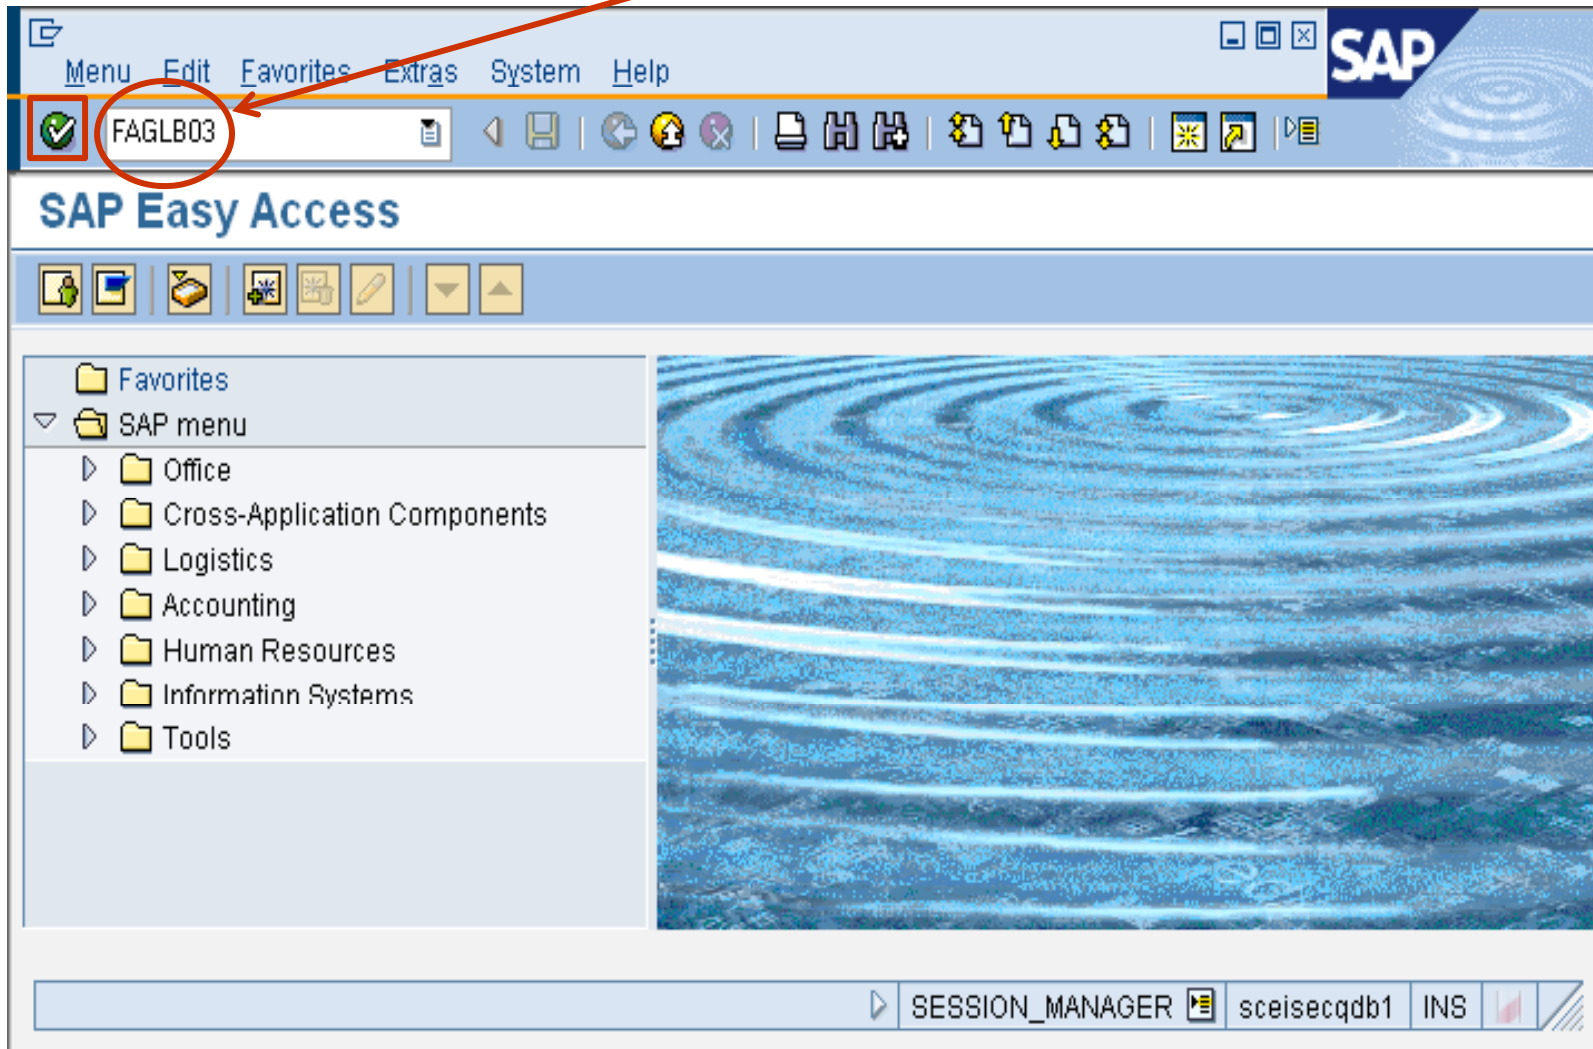 SAP
Menu Edit Favorites Extras System Help
FAGLB03
SAP Easy Access
Favorites
SAP menu
Office
Cross-Application Components
Logistics
Accounting
Human Resources
Information Systems
Tools
SESSION_MANAGER sceisecqdb1 INS